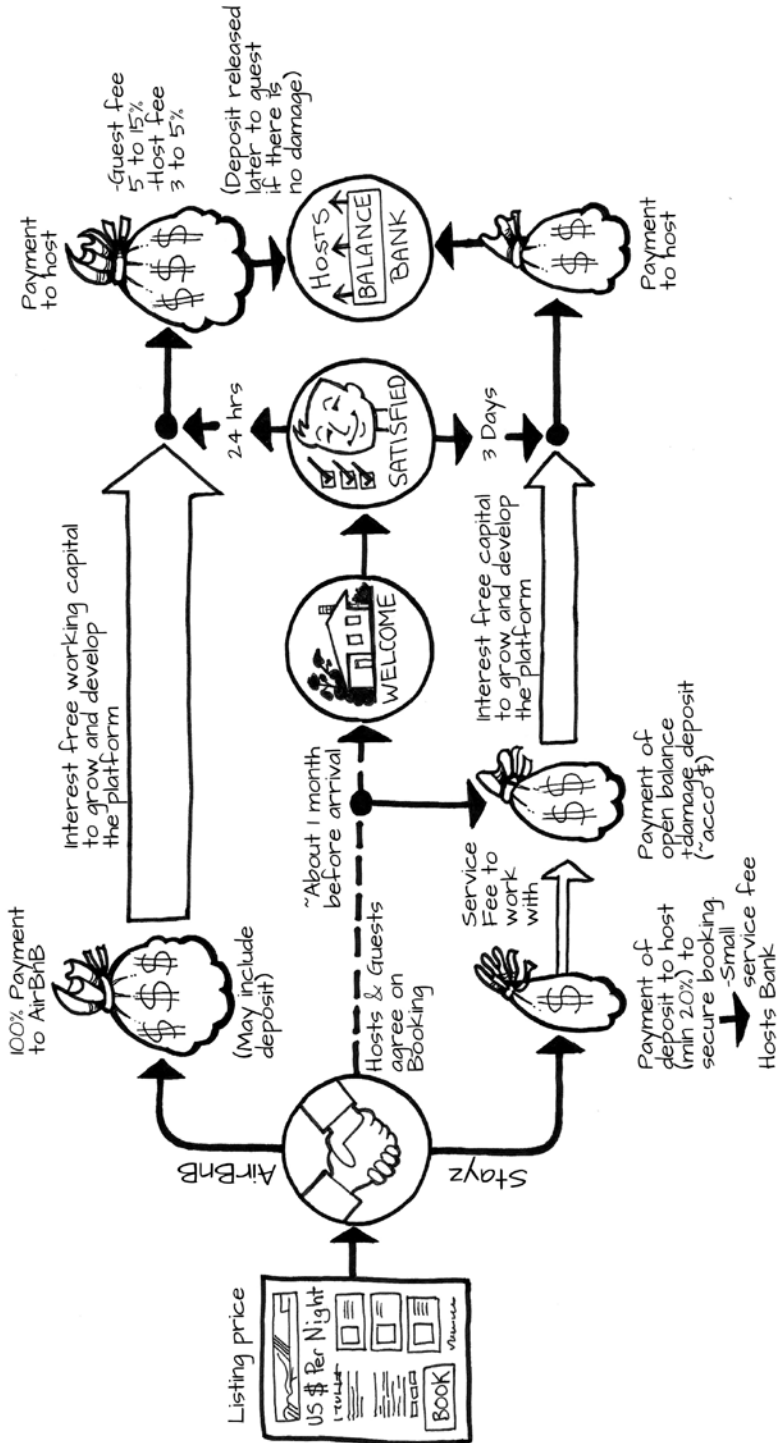 Listing price
US $ Per Night
BOOK
AirBnB
Stayz
100% Payment
to AirBnB
(May include
deposit)
Interest free working capital
to grow and develop
the platform
Hosts & Guests
agree on
Booking
~About 1 month
before arrival
WELCOME
SATISFIED
24 hrs
3 Days
Payment
to host
-Guest fee
5 to 15%
-Host fee
3 to 5%
(Deposit released
later to guest
if there is
no damage)
HOSTS
BALANCE
BANK
$ $ $
$ $ $
Payment of
deposit to host
(min 20%) to
secure booking
-Small
service fee
Hosts Bank
$
Service
Fee to
work
with
Payment of
open balance
+damage deposit
(~acco $)
$ $
Interest free capital
to grow and develop
the platform
$ $
Payment
to host